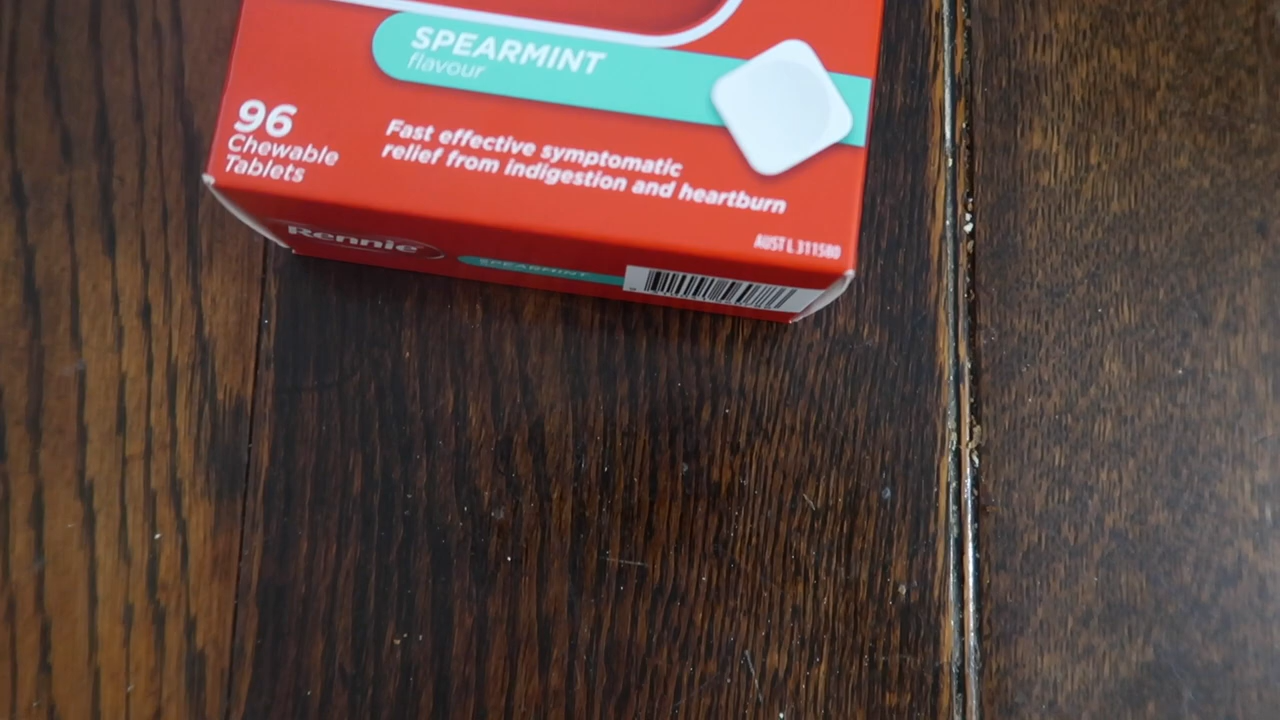 SPEARMINT
flavour
96
Chewable
Tablets
Fast effective symptomatic
relief from indigestion and heartburn
AUST L 311580
Rennie
SPEARMINT